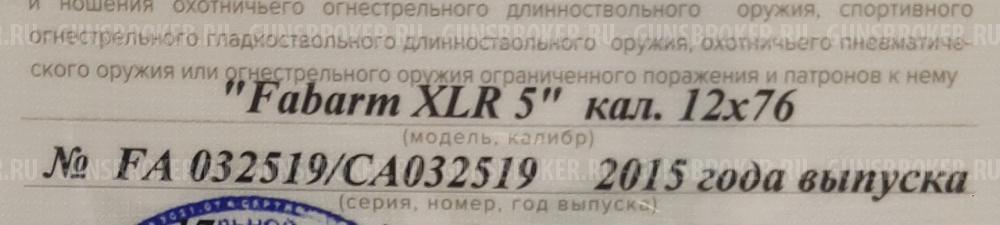 и ношения охотничьего огнестрельного длинноствольного оружия, спортивного
огнестрельного гладкоствольного длинноствольного оружия, охотничьего пневматиче-
ского оружия или огнестрельного оружия ограниченного поражения и патронов к нему
"Fabarm XLR 5" кал. 12x76
(модель, калибр)
№ FA 032519/CA032519 2015 года выпуска
(серия, номер, год выпуска)